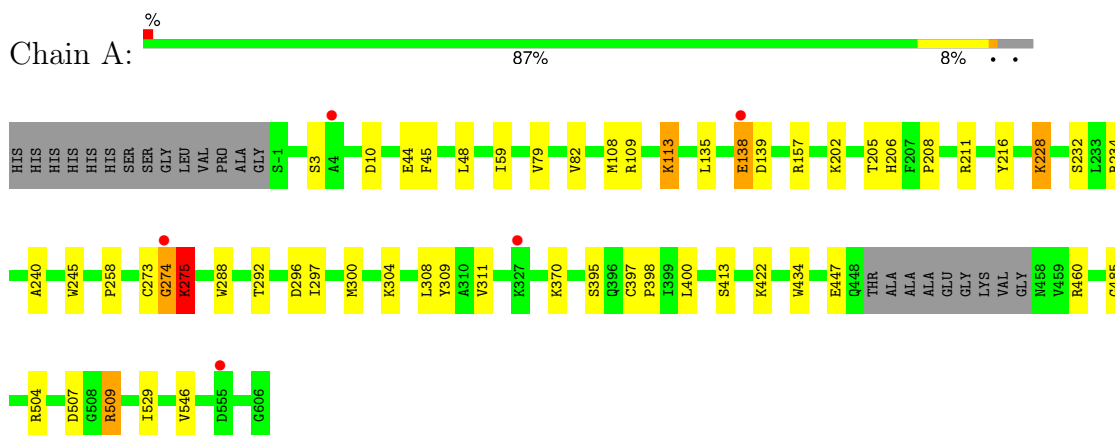 %
Chain A:
87% 8% • •
HIS HIS HIS HIS HIS HIS SER SER GLY LEU VAL PRO ALA GLY S-1 S3 A4 D10 E44 F45 L48 I59 V79 V82 M108 R109 K113 L135 E138 D139 R157 K202 T205 H206 F207 P208 R211 Y216 K228 S232 L233
A240 W245 P258 C273 G274 K275 W288 T292 D296 I297 M300 K304 L308 Y309 A310 V311 K327 K370 S395 Q396 C397 P398 I399 L400 S413 K422 W434 E447 Q448 THR ALA ALA ALA GLU GLY LYS VAL GLY N458 V459 R460
R504 D507 G508 R509 I529 V546 D555 G606